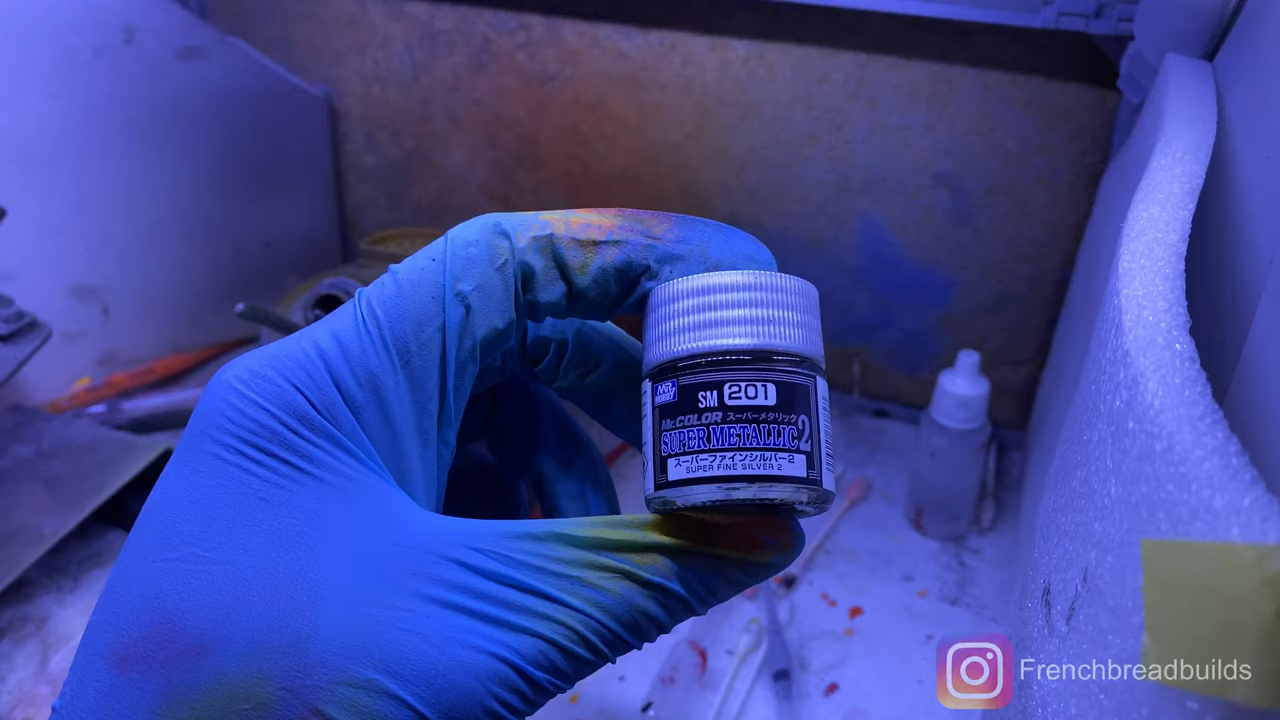 MR HOBBY
SM 201
Mr.COLOR スーパーメタリック
SUPER METALLIC 2
スーパーファインシルバー2
SUPER FINE SILVER 2
Frenchbreadbuilds